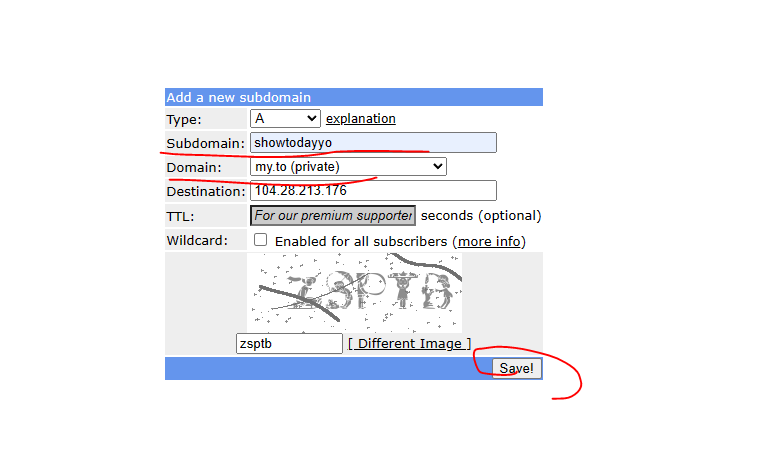 Add a new subdomain
Type: A explanation
Subdomain: showtodayyo
Domain: my.to (private)
Destination: 104.28.213.176
TTL: For our premium supporter seconds (optional)
Wildcard: Enabled for all subscribers (more info)
ZSPTB
zsptb [ Different Image ]
Save!